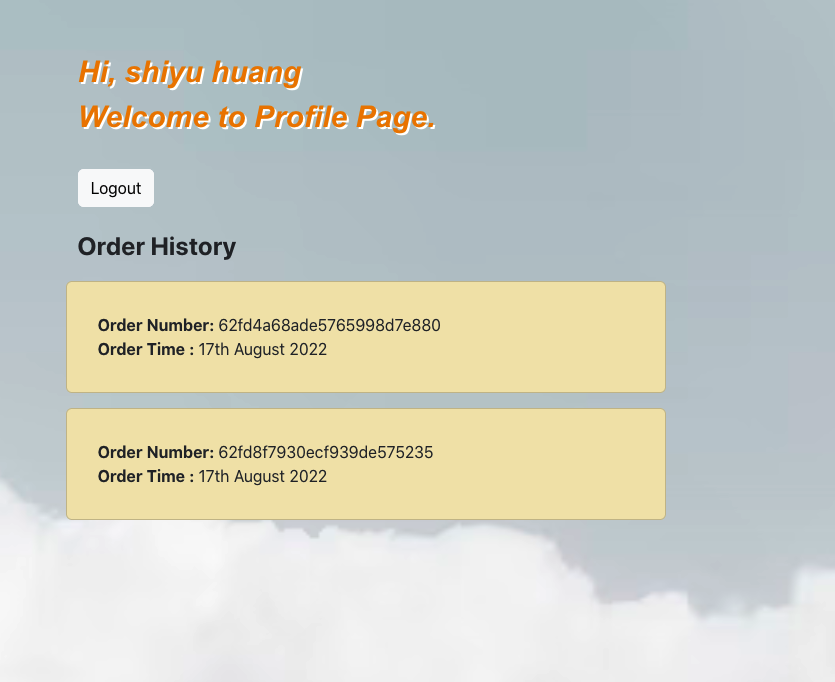 Hi, shiyu huang
Welcome to Profile Page.
Logout
Order History
Order Number: 62fd4a68ade5765998d7e880
Order Time : 17th August 2022
Order Number: 62fd8f7930ecf939de575235
Order Time : 17th August 2022